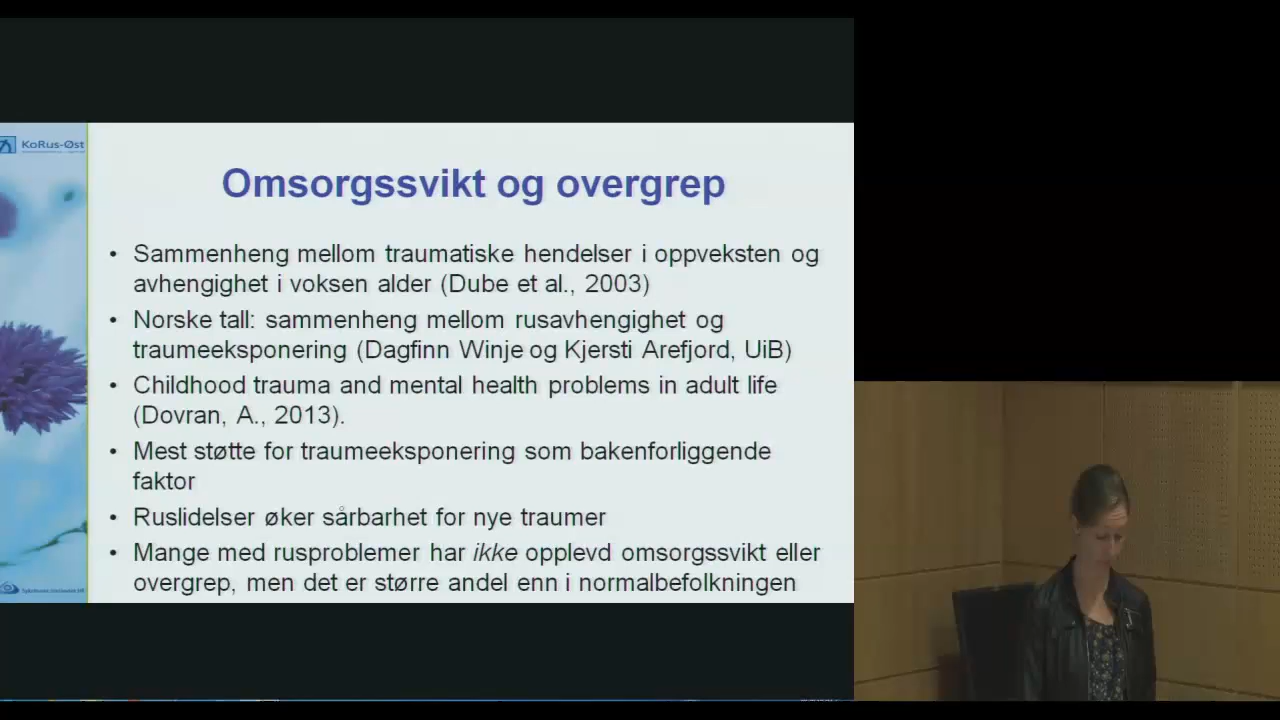 KoRus-Øst
Omsorgssvikt og overgrep
• Sammenheng mellom traumatiske hendelser i oppveksten og
avhengighet i voksen alder (Dube et al., 2003)
• Norske tall: sammenheng mellom rusavhengighet og
traumeeksponering (Dagfinn Winje og Kjersti Arefjord, UiB)
• Childhood trauma and mental health problems in adult life
(Dovran, A., 2013).
• Mest støtte for traumeeksponering som bakenforliggende
faktor
• Ruslidelser øker sårbarhet for nye traumer
• Mange med rusproblemer har ikke opplevd omsorgssvikt eller
overgrep, men det er større andel enn i normalbefolkningen